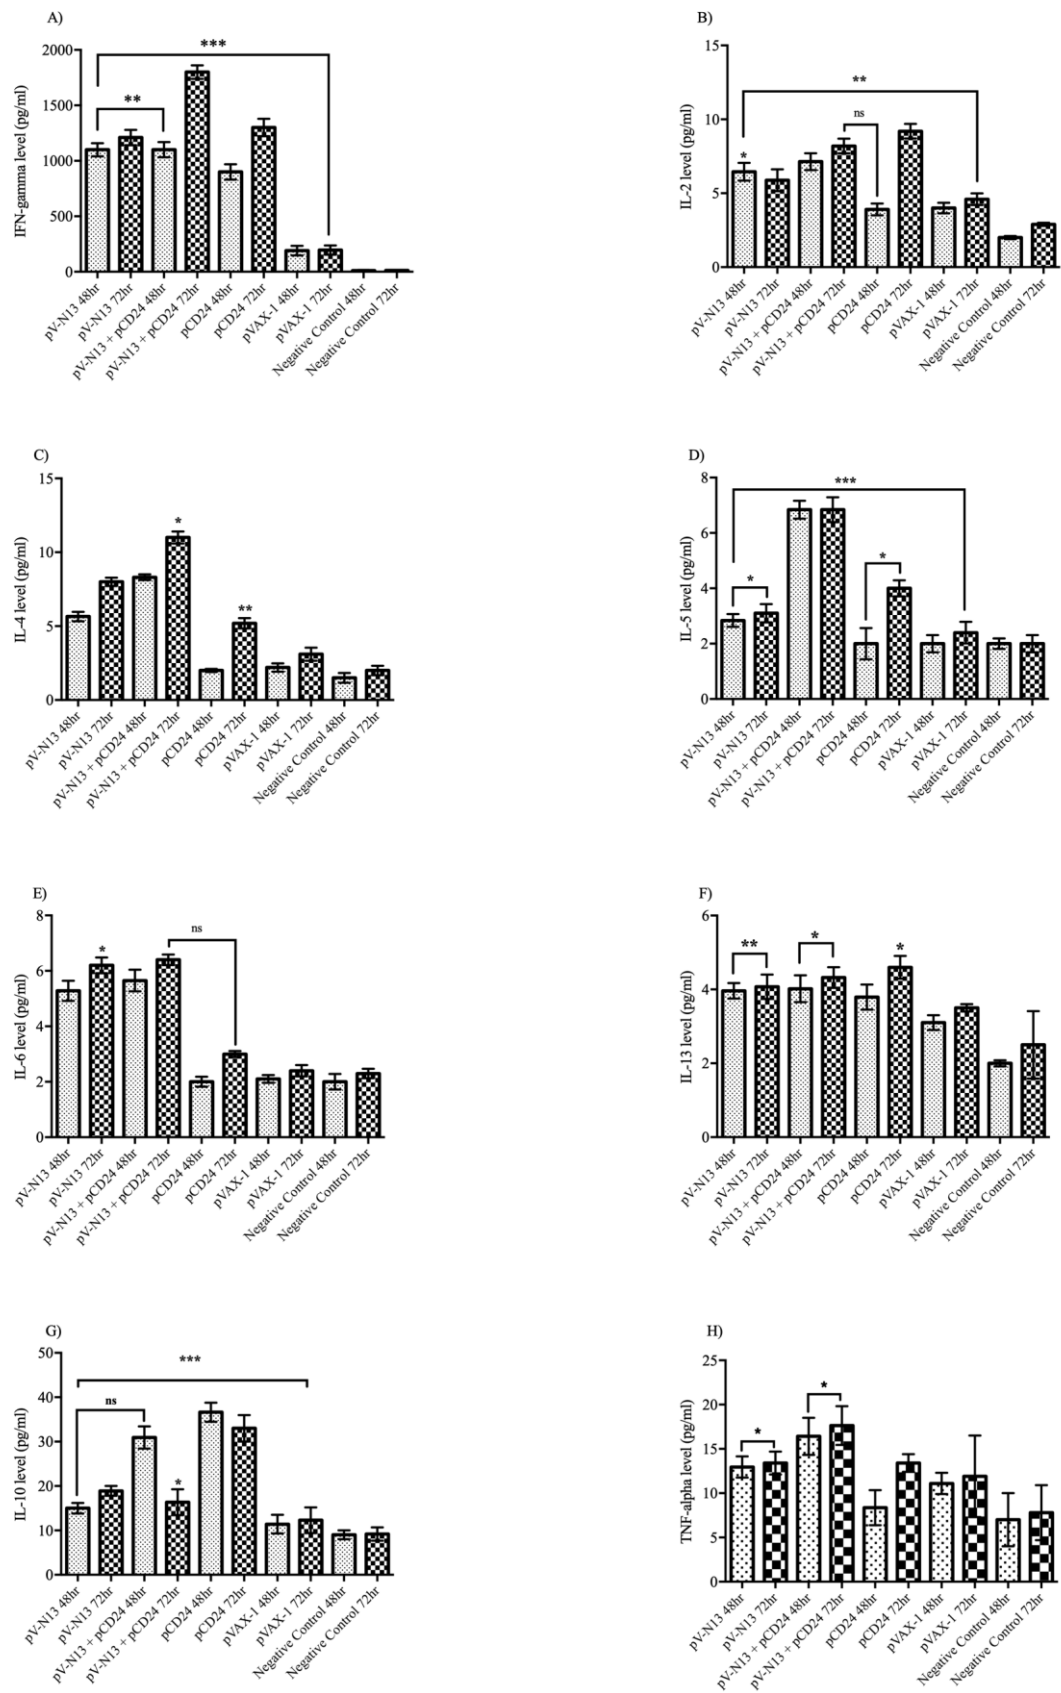 A)
IFN-gamma level (pg/ml)
2000
1500
1000
500
0
***
**
pV-N13 48hr
pV-N13 72hr
pV-N13 + pCD24 48hr
pV-N13 + pCD24 72hr
pCD24 48hr
pCD24 72hr
pVAX-1 48hr
pVAX-1 72hr
Negative Control 48hr
Negative Control 72hr
B)
IL-2 level (pg/ml)
15
10
5
0
**
ns
*
pV-N13 48hr
pV-N13 72hr
pV-N13 + pCD24 48hr
pV-N13 + pCD24 72hr
pCD24 48hr
pCD24 72hr
pVAX-1 48hr
pVAX-1 72hr
Negative Control 48hr
Negative Control 72hr
C)
IL-4 level (pg/ml)
15
10
5
0
*
**
pV-N13 48hr
pV-N13 72hr
pV-N13 + pCD24 48hr
pV-N13 + pCD24 72hr
pCD24 48hr
pCD24 72hr
pVAX-1 48hr
pVAX-1 72hr
Negative Control 48hr
Negative Control 72hr
D)
IL-5 level (pg/ml)
8
6
4
2
0
***
*
*
pV-N13 48hr
pV-N13 72hr
pV-N13 + pCD24 48hr
pV-N13 + pCD24 72hr
pCD24 48hr
pCD24 72hr
pVAX-1 48hr
pVAX-1 72hr
Negative Control 48hr
Negative Control 72hr
E)
IL-6 level (pg/ml)
8
6
4
2
0
*
ns
pV-N13 48hr
pV-N13 72hr
pV-N13 + pCD24 48hr
pV-N13 + pCD24 72hr
pCD24 48hr
pCD24 72hr
pVAX-1 48hr
pVAX-1 72hr
Negative Control 48hr
Negative Control 72hr
F)
IL-13 level (pg/ml)
6
4
2
0
**
*
*
pV-N13 48hr
pV-N13 72hr
pV-N13 + pCD24 48hr
pV-N13 + pCD24 72hr
pCD24 48hr
pCD24 72hr
pVAX-1 48hr
pVAX-1 72hr
Negative Control 48hr
Negative Control 72hr
G)
IL-10 level (pg/ml)
50
40
30
20
10
0
***
ns
*
pV-N13 48hr
pV-N13 72hr
pV-N13 + pCD24 48hr
pV-N13 + pCD24 72hr
pCD24 48hr
pCD24 72hr
pVAX-1 48hr
pVAX-1 72hr
Negative Control 48hr
Negative Control 72hr
H)
TNF-alpha level (pg/ml)
25
20
15
10
5
0
*
*
pV-N13 48hr
pV-N13 72hr
pV-N13 + pCD24 48hr
pV-N13 + pCD24 72hr
pCD24 48hr
pCD24 72hr
pVAX-1 48hr
pVAX-1 72hr
Negative Control 48hr
Negative Control 72hr